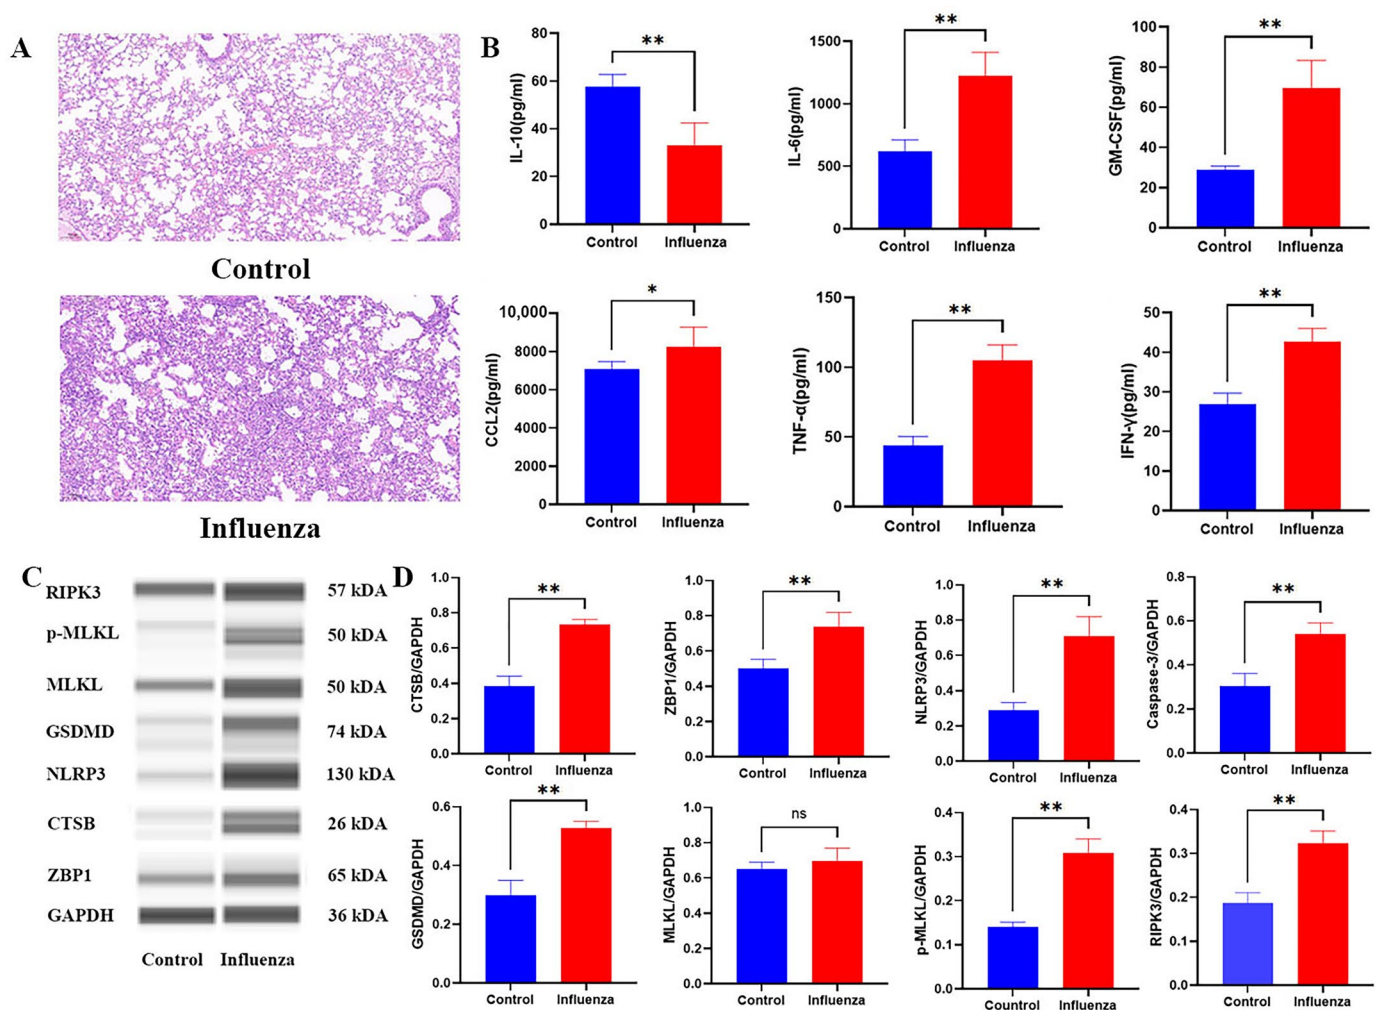 A
Control
Influenza
B
IL-10(pg/ml)
80
60
40
20
0
**
Control
Influenza
IL-6(pg/ml)
1500
1000
500
0
**
Control
Influenza
GM-CSF(pg/ml)
100
80
60
40
20
0
**
Control
Influenza
CCL2(pg/ml)
10,000
8000
6000
4000
2000
0
*
Control
Influenza
TNF-α(pg/ml)
150
100
50
0
**
Control
Influenza
IFN-γ(pg/ml)
50
40
30
20
10
0
**
Control
Influenza
C
RIPK3 57 kDA
p-MLKL 50 kDA
MLKL 50 kDA
GSDMD 74 kDA
NLRP3 130 kDA
CTSB 26 kDA
ZBP1 65 kDA
GAPDH 36 kDA
Control Influenza
D
CTSB/GAPDH
1.0
0.8
0.6
0.4
0.2
0.0
**
Control
Influenza
ZBP1/GAPDH
1.0
0.8
0.6
0.4
0.2
0.0
**
Control
Influenza
NLRP3/GAPDH
1.0
0.8
0.6
0.4
0.2
0.0
**
Control
Influenza
Caspase-3/GAPDH
0.8
0.6
0.4
0.2
0.0
**
Control
Influenza
GSDMD/GAPDH
0.6
0.4
0.2
0.0
**
Control
Influenza
MLKL/GAPDH
1.0
0.8
0.6
0.4
0.2
0.0
ns
Control
Influenza
p-MLKL/GAPDH
0.4
0.3
0.2
0.1
0.0
**
Countrol
Influenza
RIPK3/GAPDH
0.4
0.3
0.2
0.1
0.0
**
Control
Influenza